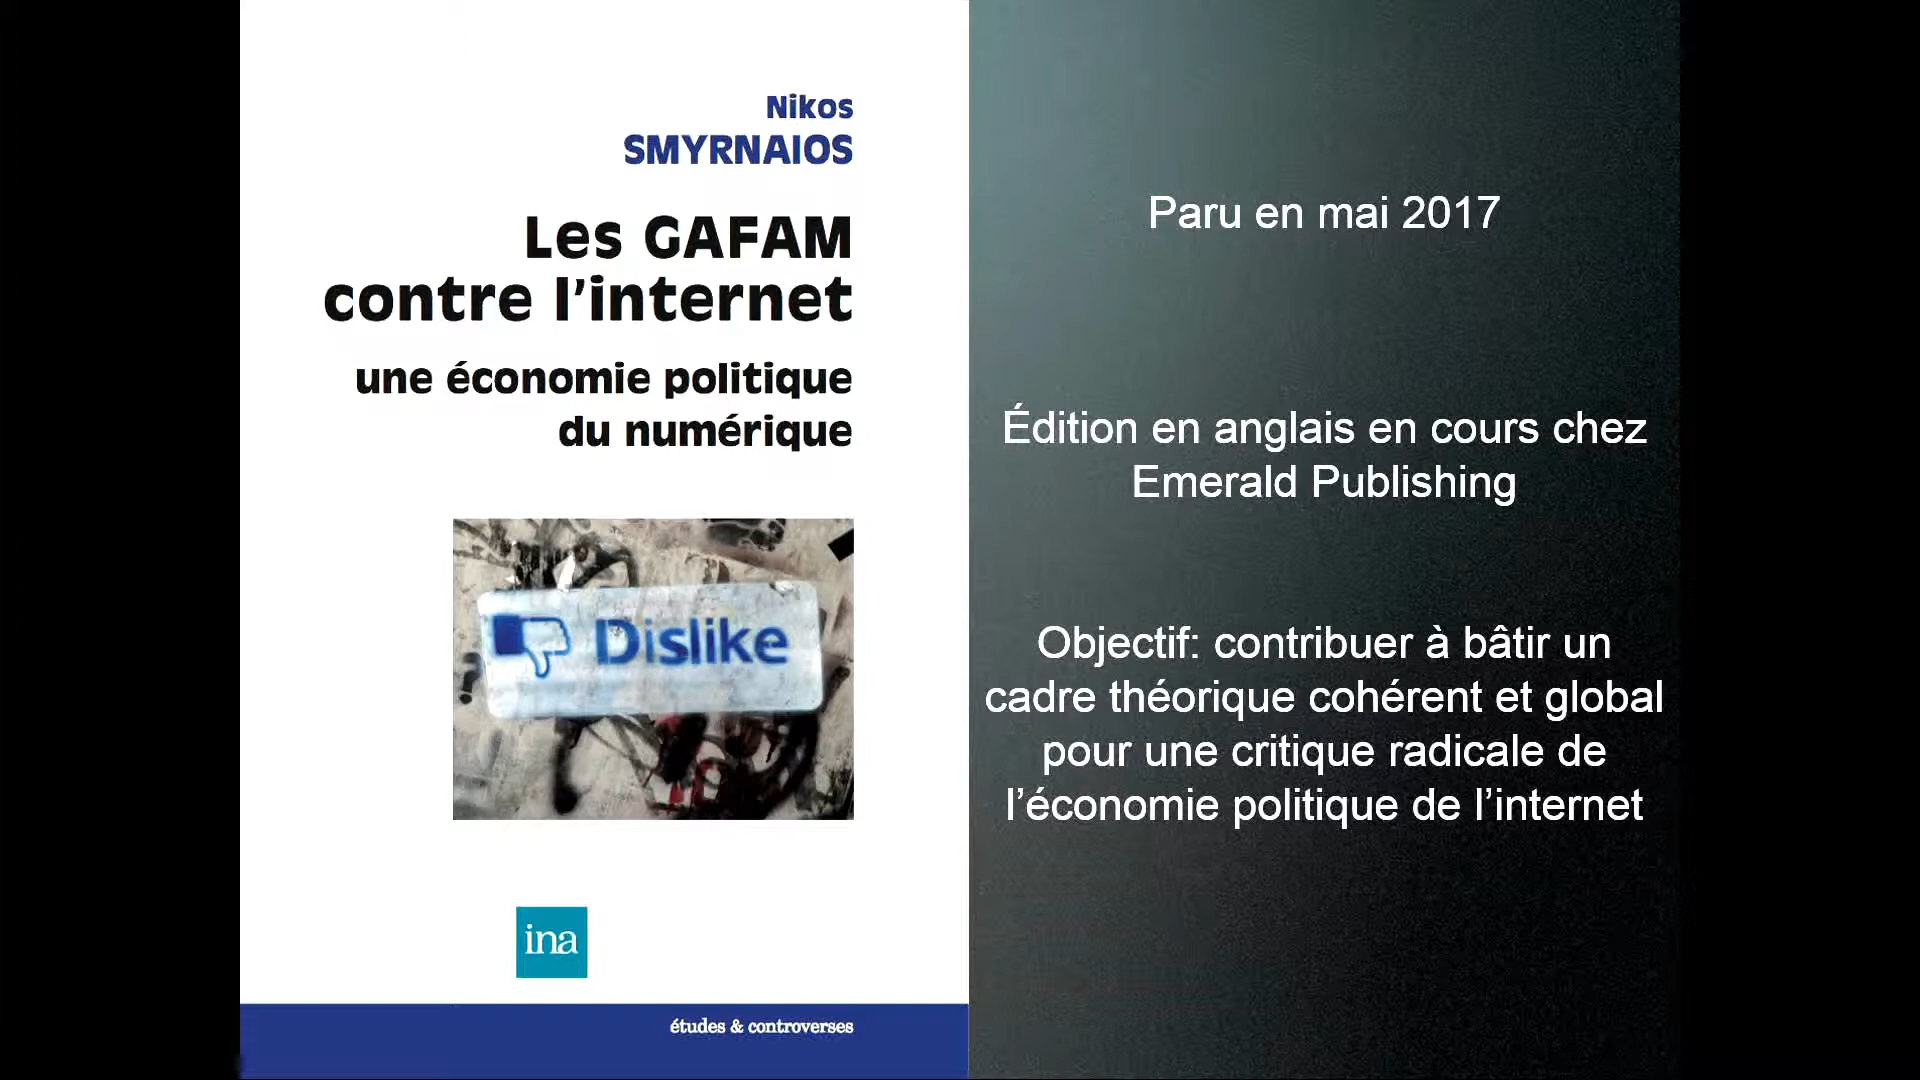 Nikos
SMYRNAIOS
Les GAFAM
contre l’internet
une économie politique
du numérique
Dislike
ina
études & controverses
Paru en mai 2017
Édition en anglais en cours chez
Emerald Publishing
Objectif: contribuer à bâtir un
cadre théorique cohérent et global
pour une critique radicale de
l’économie politique de l’internet